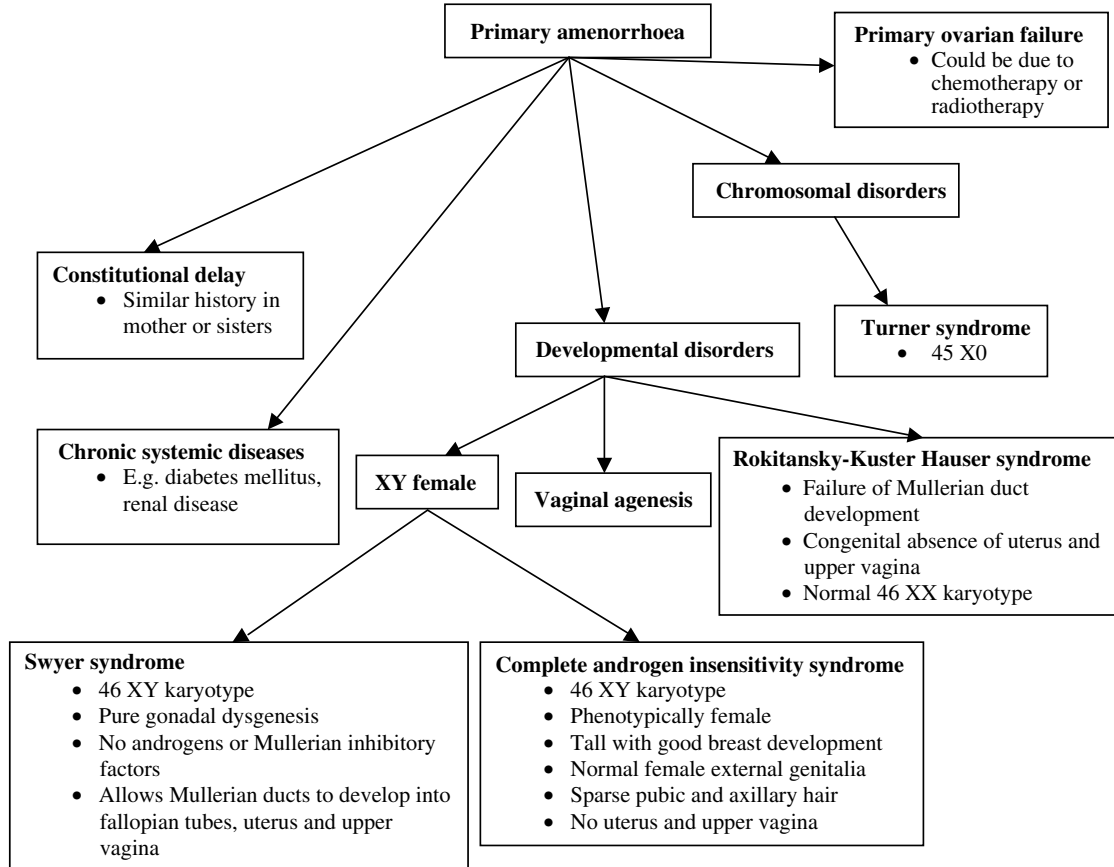 Primary amenorrhoea
Primary ovarian failure
• Could be due to
chemotherapy or
radiotherapy
Chromosomal disorders
Constitutional delay
• Similar history in
mother or sisters
Turner syndrome
• 45 X0
Developmental disorders
Chronic systemic diseases
• E.g. diabetes mellitus,
renal disease
XY female
Vaginal agenesis
Rokitansky-Kuster Hauser syndrome
• Failure of Mullerian duct
development
• Congenital absence of uterus and
upper vagina
• Normal 46 XX karyotype
Swyer syndrome
• 46 XY karyotype
• Pure gonadal dysgenesis
• No androgens or Mullerian inhibitory
factors
• Allows Mullerian ducts to develop into
fallopian tubes, uterus and upper
vagina
Complete androgen insensitivity syndrome
• 46 XY karyotype
• Phenotypically female
• Tall with good breast development
• Normal female external genitalia
• Sparse pubic and axillary hair
• No uterus and upper vagina